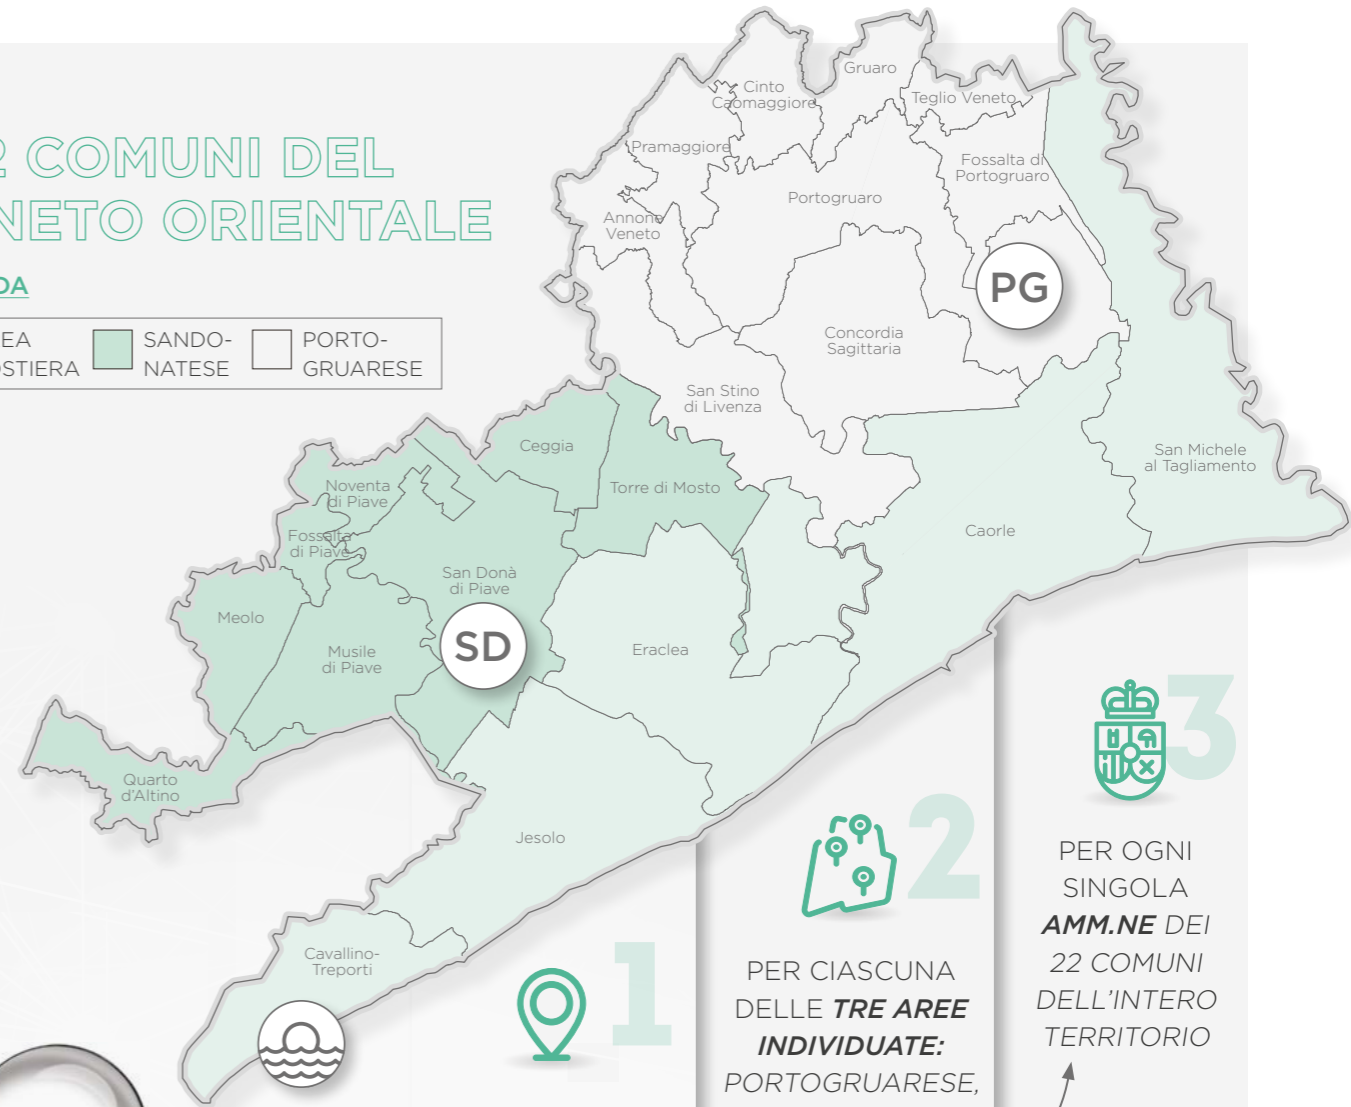 2 COMUNI DEL
NETO ORIENTALE
DA
EA
OSTIERA
SANDO-
NATESE
PORTO-
GRUARESE
Gruaro
Cinto
Caomaggiore
Teglio Veneto
Pramaggiore
Fossalta di
Portogruaro
Portogruaro
Annone
Veneto
PG
Concordia
Sagittaria
San Stino
di Livenza
San Michele
al Tagliamento
Ceggia
Noventa
di Piave
Torre di Mosto
Caorle
Fossalta
di Piave
San Donà
di Piave
Meolo
Musile
di Piave
SD
Eraclea
Quarto
d'Altino
Jesolo
Cavallino-
Treporti
1
2
PER CIASCUNA
DELLE TRE AREE
INDIVIDUATE:
PORTOGRUARESE,
3
PER OGNI
SINGOLA
AMM.NE DEI
22 COMUNI
DELL'INTERO
TERRITORIO